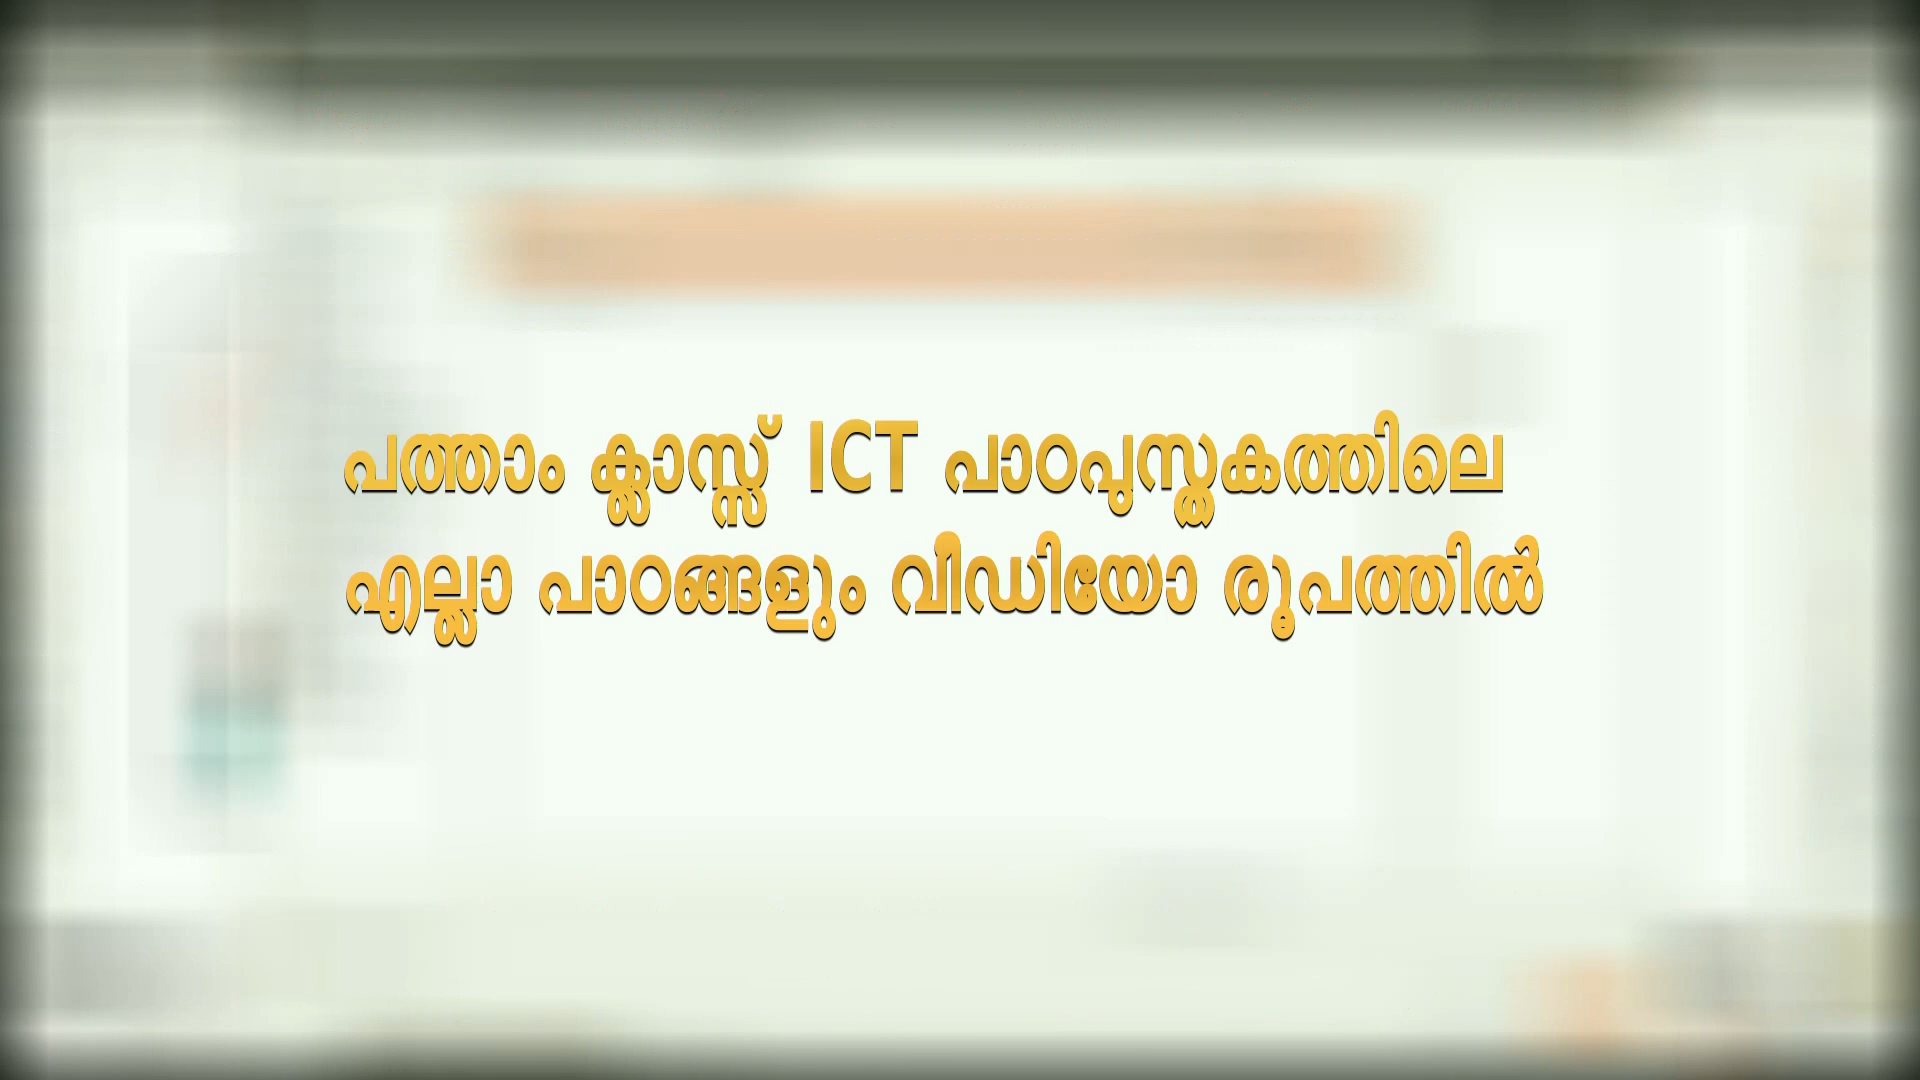 പത്താം ക്ലാസ്സ് ICT പാഠപുസ്തകത്തിലെ
എല്ലാ പാഠങ്ങളും വീഡിയോ രൂപത്തിൽ